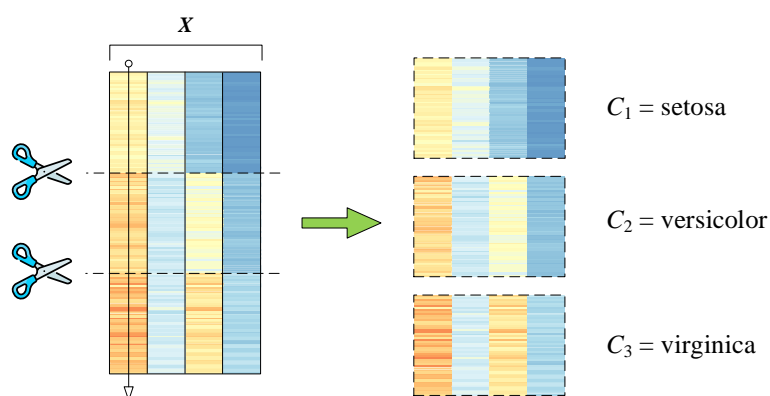 X
C₁ = setosa
C₂ = versicolor
C₃ = virginica